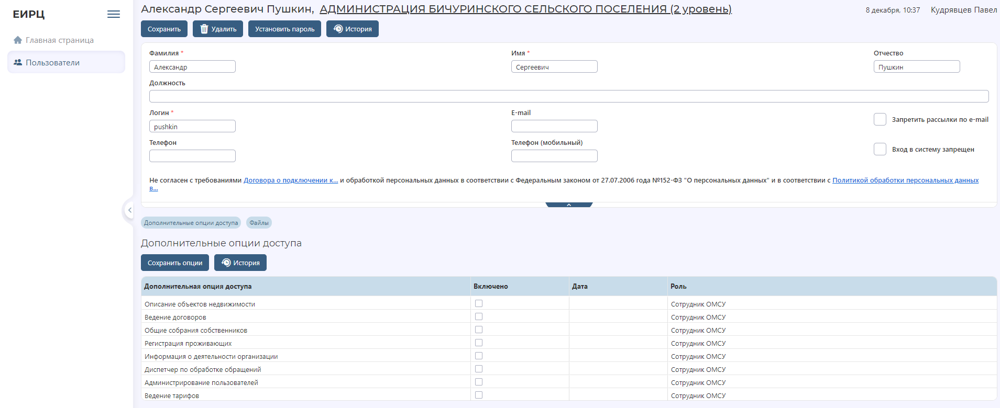 ЕИРЦ
Главная страница
Пользователи
Александр Сергеевич Пушкин, АДМИНИСТРАЦИЯ БИЧУРИНСКОГО СЕЛЬСКОГО ПОСЕЛЕНИЯ (2 уровень)
8 декабря, 10:37 Кудрявцев Павел
Сохранить Удалить Установить пароль История
Фамилия * Имя * Отчество
Александр Сергеевич Пушкин
Должность
Логин * E-mail
pushkin Запретить рассылки по e-mail
Телефон Телефон (мобильный)
Вход в систему запрещен
Не согласен с требованиями Договора о подключении к... и обработкой персональных данных в соответствии с Федеральным законом от 27.07.2006 года №152-ФЗ "О персональных данных" и в соответствии с Политикой обработки персональных данных
в...
Дополнительные опции доступа Файлы
Дополнительные опции доступа
Сохранить опции История
Дополнительная опция доступа Включено Дата Роль
Описание объектов недвижимости Сотрудник ОМСУ
Ведение договоров Сотрудник ОМСУ
Общие собрания собственников Сотрудник ОМСУ
Регистрация проживающих Сотрудник ОМСУ
Информация о деятельности организации Сотрудник ОМСУ
Диспетчер по обработке обращений Сотрудник ОМСУ
Администрирование пользователей Сотрудник ОМСУ
Ведение тарифов Сотрудник ОМСУ